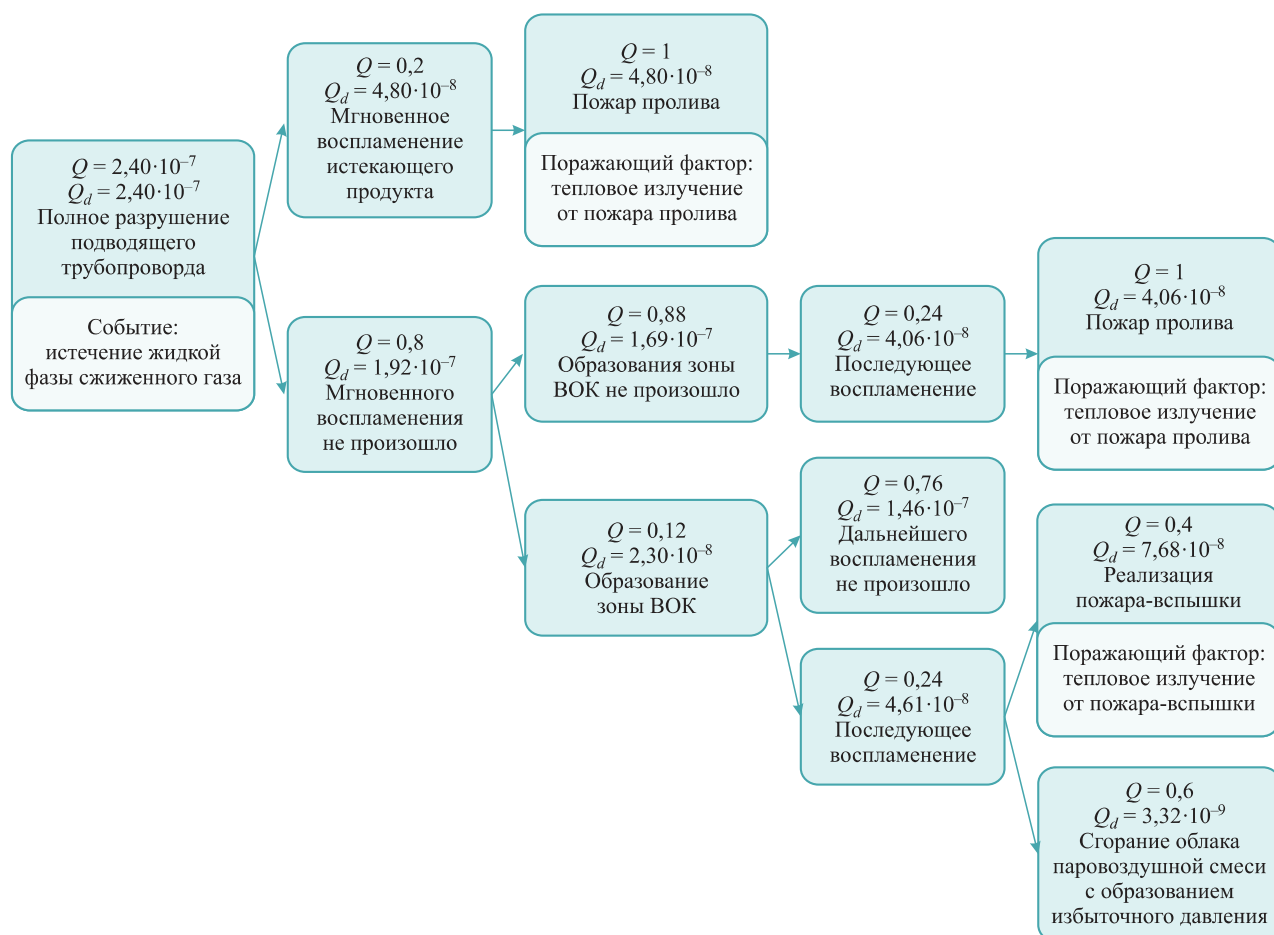 Q = 2,40·10⁻⁷
Q_d = 2,40·10⁻⁷
Полное разрушение
подводящего
трубопроворда
Событие:
истечение жидкой
фазы сжиженного газа
Q = 0,2
Q_d = 4,80·10⁻⁸
Мгновенное
воспламенение
истекающего
продукта
Q = 1
Q_d = 4,80·10⁻⁸
Пожар пролива
Поражающий фактор:
тепловое излучение
от пожара пролива
Q = 0,8
Q_d = 1,92·10⁻⁷
Мгновенного
воспламенения
не произошло
Q = 0,88
Q_d = 1,69·10⁻⁷
Образования зоны
ВОК не произошло
Q = 0,24
Q_d = 4,06·10⁻⁸
Последующее
воспламенение
Q = 1
Q_d = 4,06·10⁻⁸
Пожар пролива
Поражающий фактор:
тепловое излучение
от пожара пролива
Q = 0,12
Q_d = 2,30·10⁻⁸
Образование
зоны ВОК
Q = 0,76
Q_d = 1,46·10⁻⁷
Дальнейшего
воспламенения
не произошло
Q = 0,24
Q_d = 4,61·10⁻⁸
Последующее
воспламенение
Q = 0,4
Q_d = 7,68·10⁻⁸
Реализация
пожара-вспышки
Поражающий фактор:
тепловое излучение
от пожара-вспышки
Q = 0,6
Q_d = 3,32·10⁻⁹
Сгорание облака
паровоздушной смеси
с образованием
избыточного давления